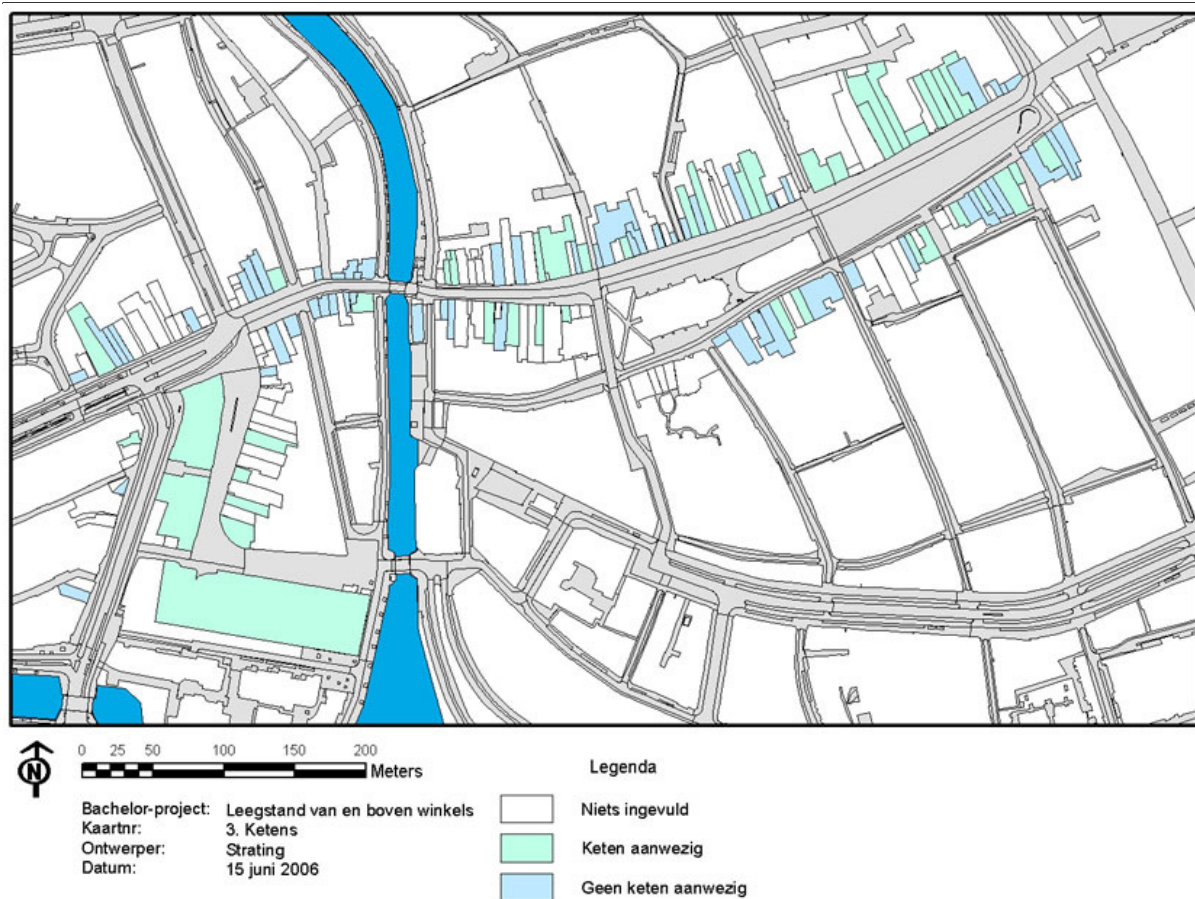 N
0 25 50 100 150 200
Meters
Bachelor-project: Leegstand van en boven winkels
Kaartnr: 3. Ketens
Ontwerper: Strating
Datum: 15 juni 2006
Legenda
Niets ingevuld
Keten aanwezig
Geen keten aanwezig